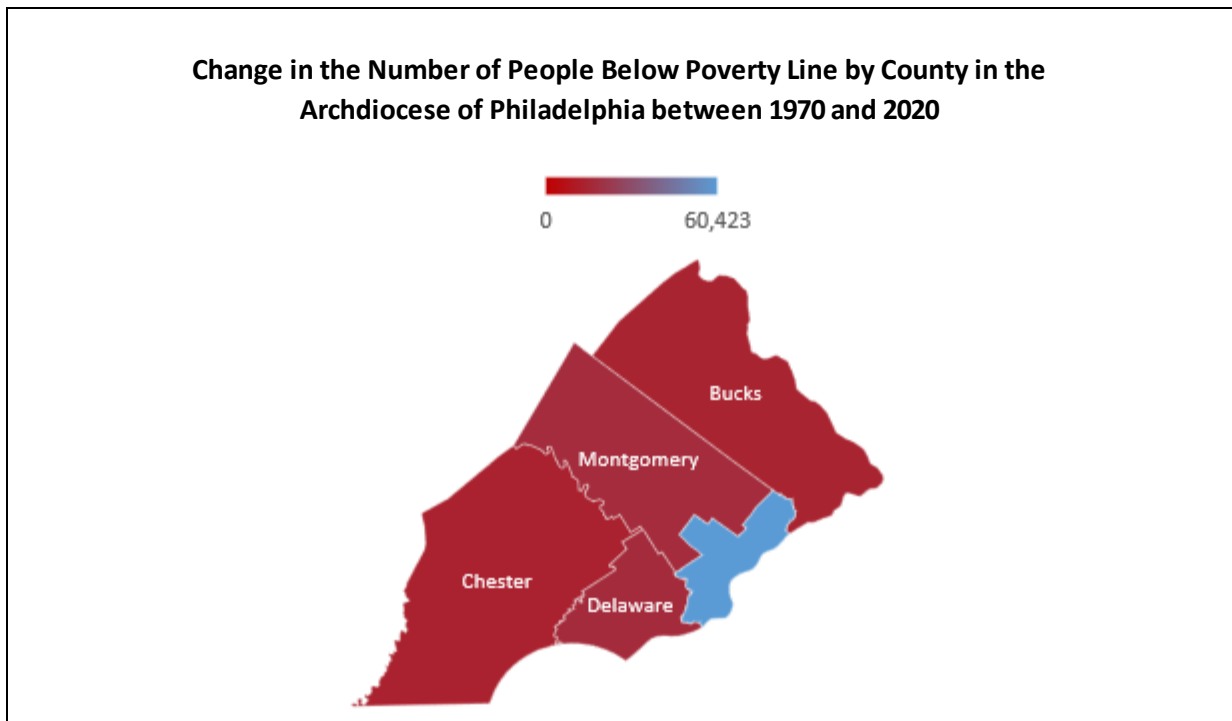 Change in the Number of People Below Poverty Line by County in the
Archdiocese of Philadelphia between 1970 and 2020
0 60,423
Bucks
Montgomery
Chester
Delaware